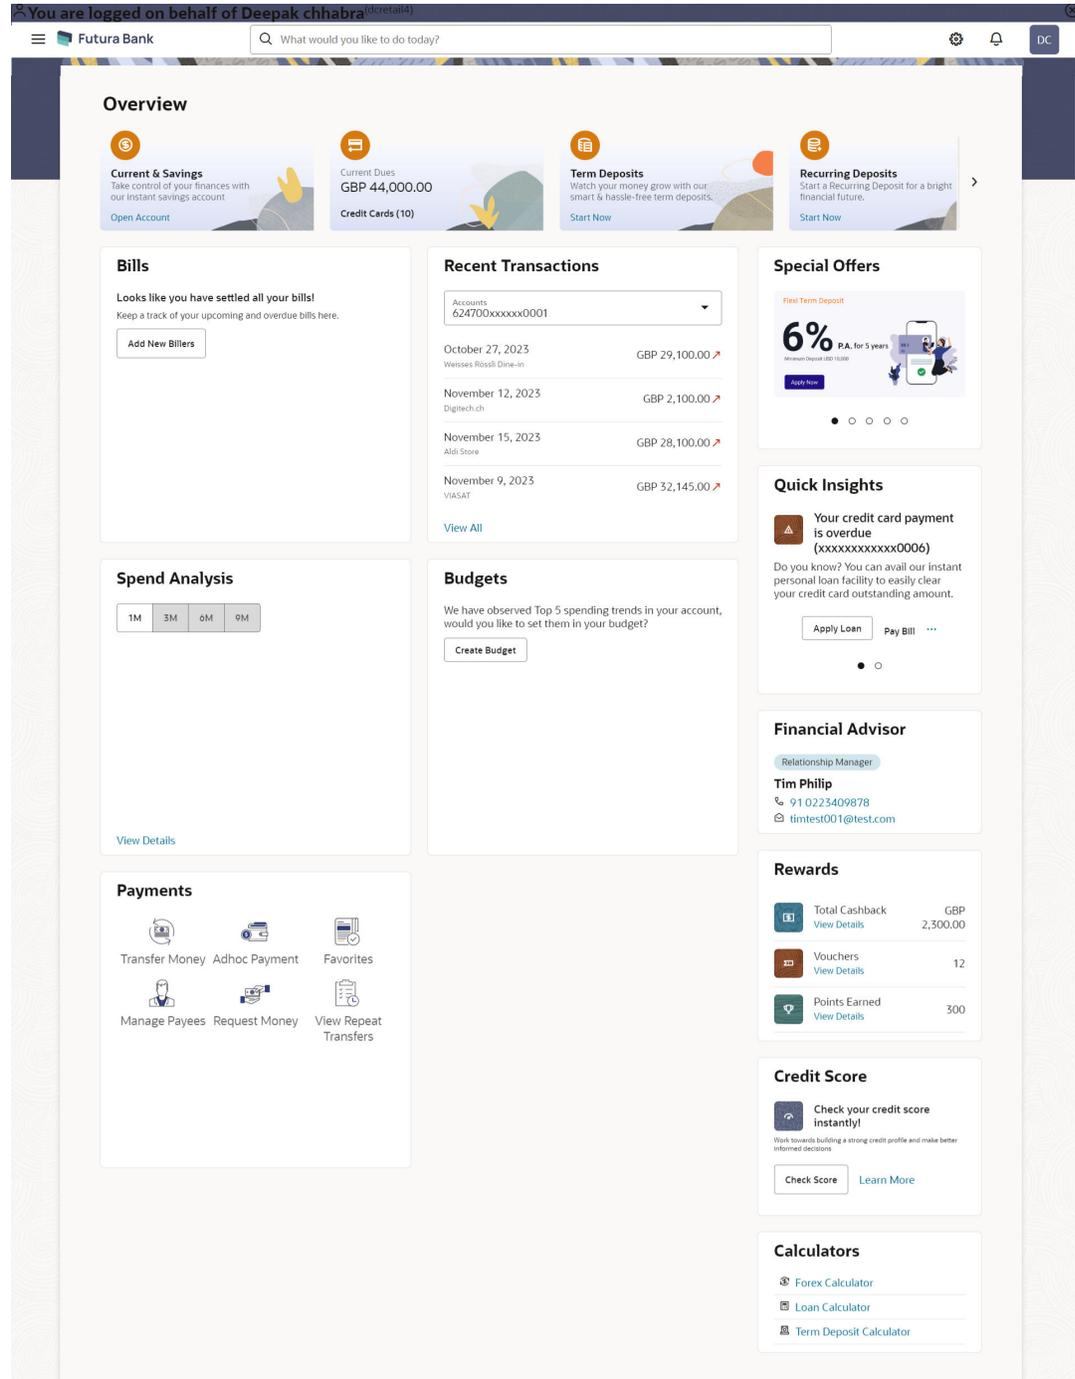 You are logged on behalf of Deepak chhabra(dcretail4)
Futura Bank
What would you like to do today?
DC
Overview
Current & Savings
Take control of your finances with
our instant savings account
Open Account
Current Dues
GBP 44,000.00
Credit Cards (10)
Term Deposits
Watch your money grow with our
smart & hassle-free term deposits.
Start Now
Recurring Deposits
Start a Recurring Deposit for a bright
financial future.
Start Now
Bills
Looks like you have settled all your bills!
Keep a track of your upcoming and overdue bills here.
Add New Billers
Recent Transactions
Accounts
624700xxxxxx0001
October 27, 2023
GBP 29,100.00
Weisses Rössli Dine-in
November 12, 2023
GBP 2,100.00
Digitech.ch
November 15, 2023
GBP 28,100.00
Aldi Store
November 9, 2023
GBP 32,145.00
VIASAT
View All
Special Offers
Flexi Term Deposit
6% P.A. for 5 years
Minimum Deposit USD 10,000
Apply Now
Quick Insights
Your credit card payment
is overdue
(xxxxxxxxxxxx0006)
Do you know? You can avail our instant
personal loan facility to easily clear
your credit card outstanding amount.
Apply Loan
Pay Bill
Spend Analysis
1M
3M
6M
9M
View Details
Budgets
We have observed Top 5 spending trends in your account,
would you like to set them in your budget?
Create Budget
Financial Advisor
Relationship Manager
Tim Philip
91 0223409878
timtest001@test.com
Payments
Transfer Money
Adhoc Payment
Favorites
Manage Payees
Request Money
View Repeat
Transfers
Rewards
Total Cashback
GBP
View Details
2,300.00
Vouchers
12
View Details
Points Earned
300
View Details
Credit Score
Check your credit score
instantly!
Work towards building a strong credit profile and make better
informed decisions
Check Score
Learn More
Calculators
Forex Calculator
Loan Calculator
Term Deposit Calculator